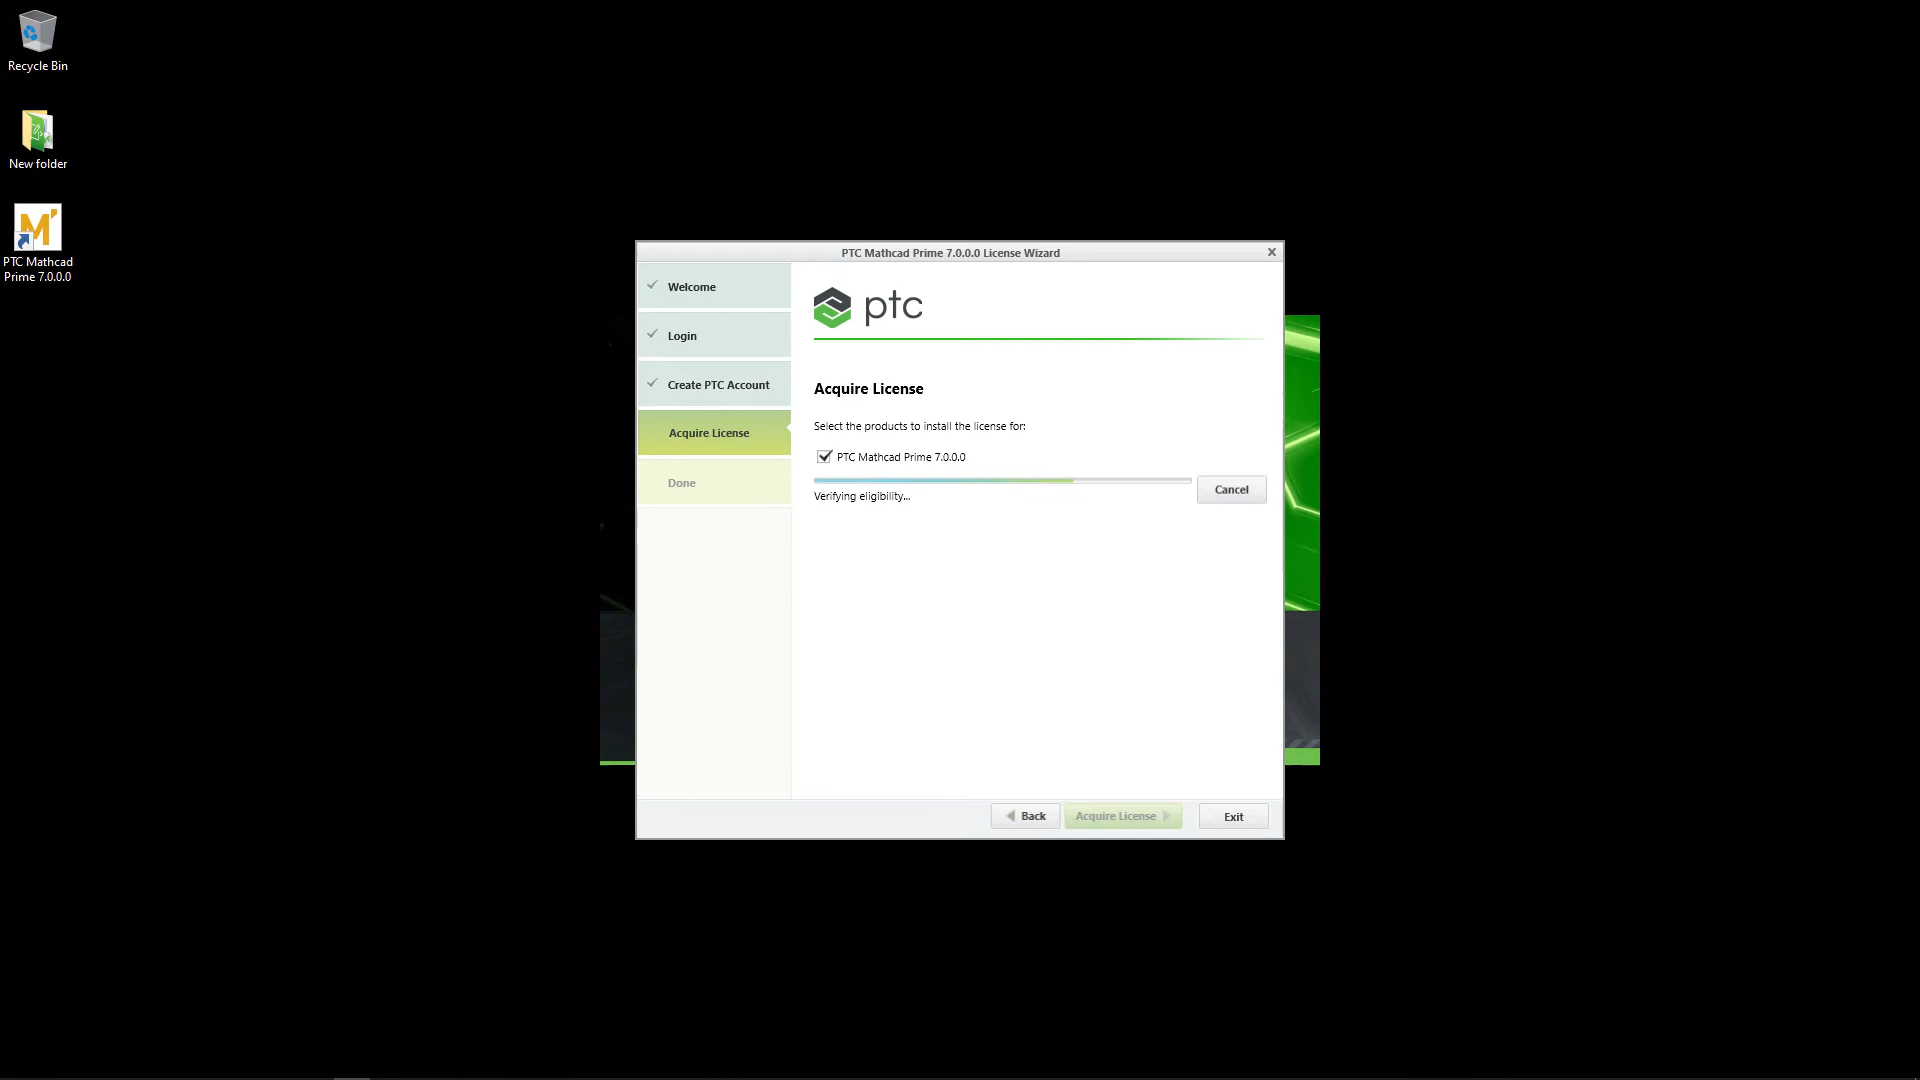 Recycle Bin
New folder
PTC Mathcad
Prime 7.0.0.0
PTC Mathcad Prime 7.0.0.0 License Wizard
Welcome
Login
Create PTC Account
Acquire License
Done
ptc
Acquire License
Select the products to install the license for:
PTC Mathcad Prime 7.0.0.0
Verifying eligibility...
Cancel
Back
Acquire License
Exit